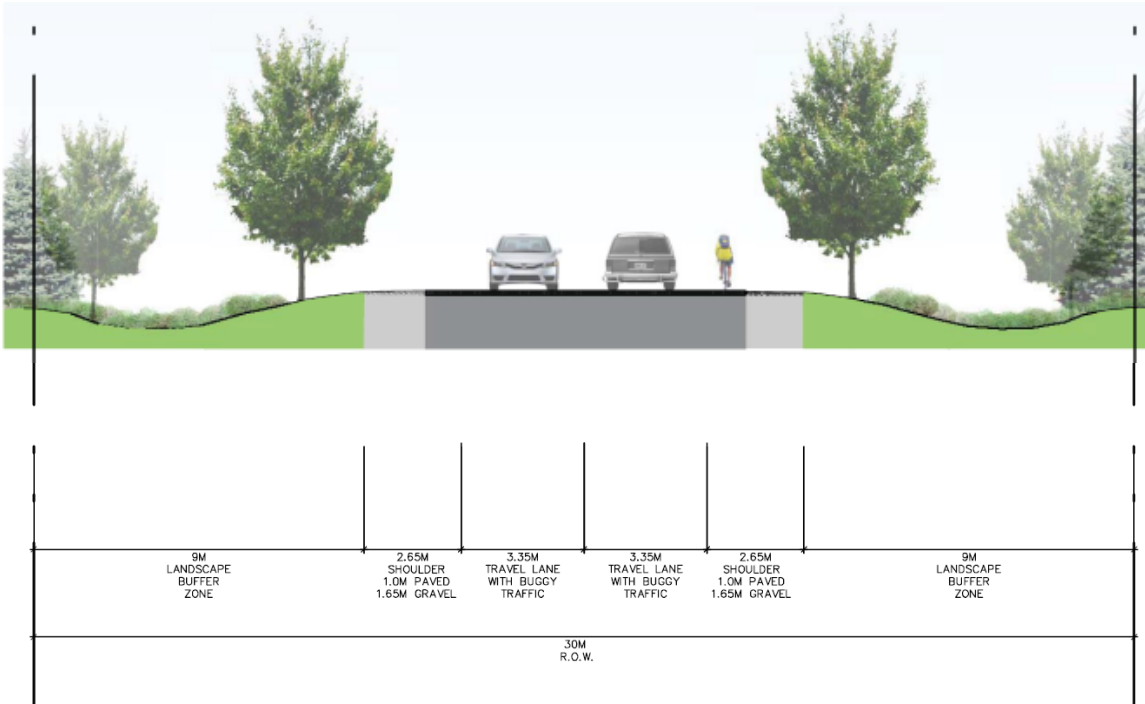 9M
LANDSCAPE
BUFFER
ZONE
2.65M
SHOULDER
1.0M PAVED
1.65M GRAVEL
3.35M
TRAVEL LANE
WITH BUGGY
TRAFFIC
3.35M
TRAVEL LANE
WITH BUGGY
TRAFFIC
2.65M
SHOULDER
1.0M PAVED
1.65M GRAVEL
9M
LANDSCAPE
BUFFER
ZONE
30M
R.O.W.